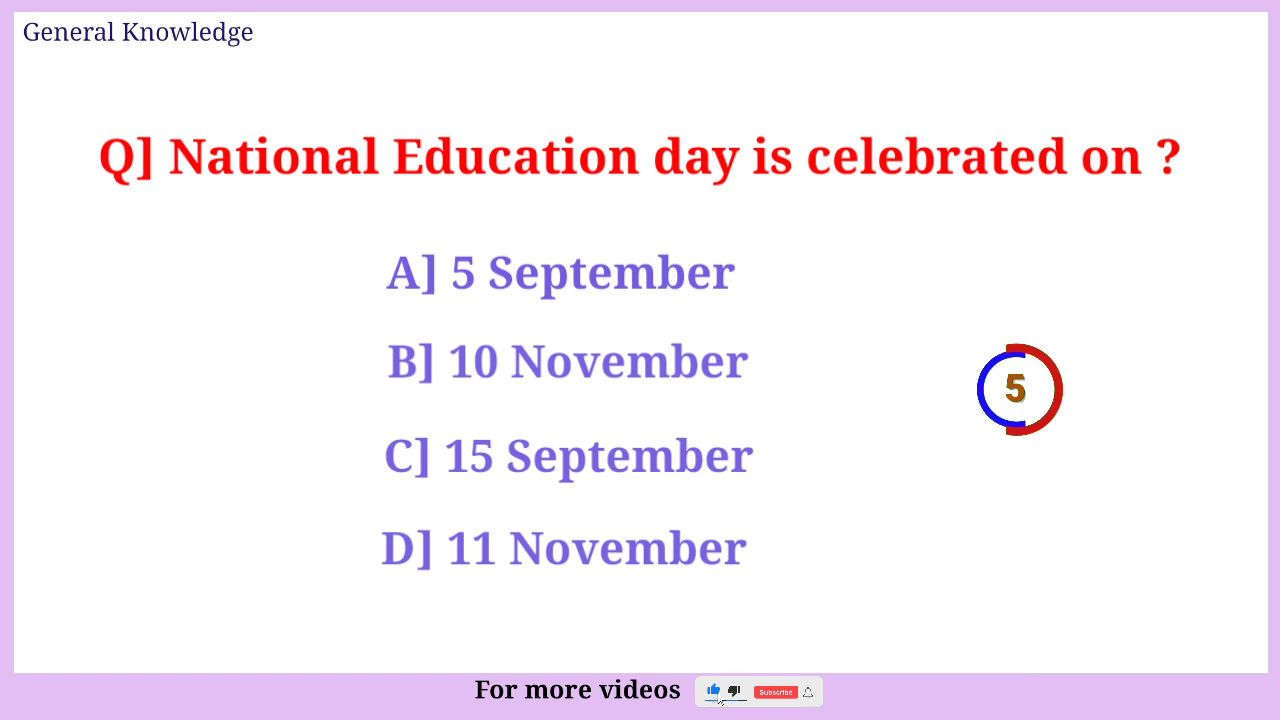 General Knowledge
Q] National Education day is celebrated on ?
A] 5 September
B] 10 November
5
C] 15 September
D] 11 November
For more videos
Subscribe